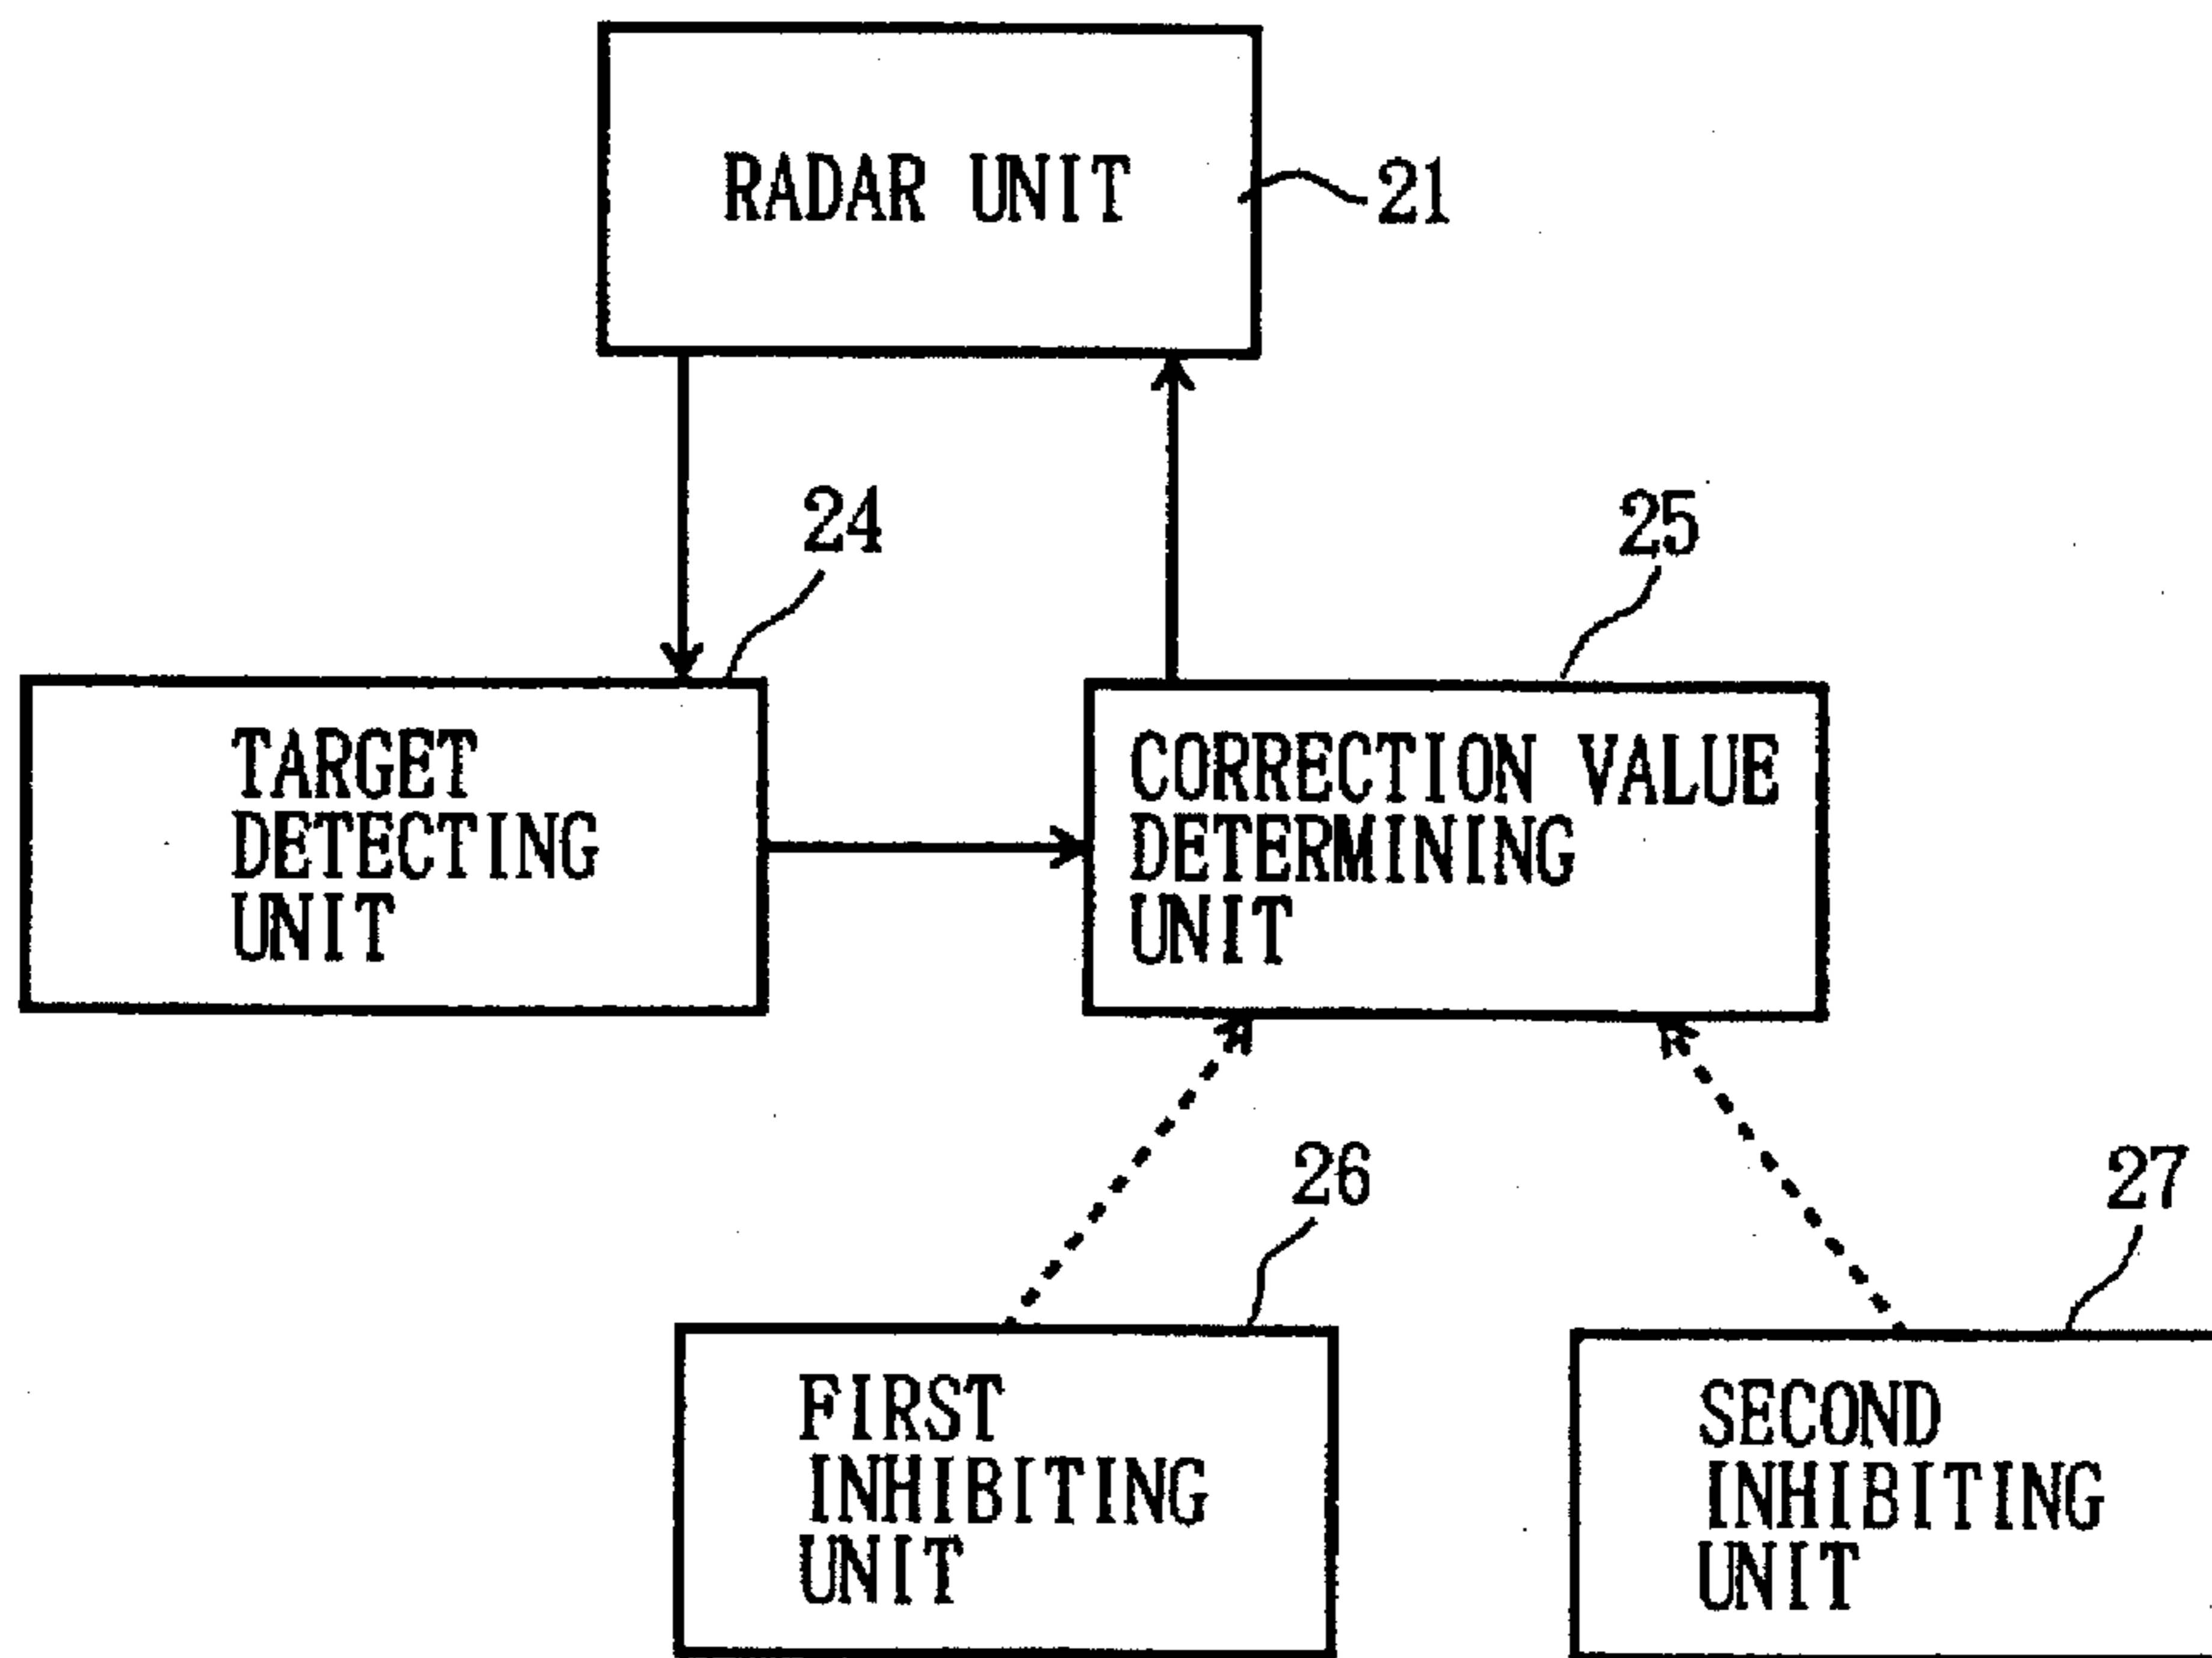 RADAR UNIT
21
24
25
TARGET
DETECTING
UNIT
CORRECTION VALUE
DETERMINING
UNIT
26
27
FIRST
INHIBITING
UNIT
SECOND
INHIBITING
UNIT